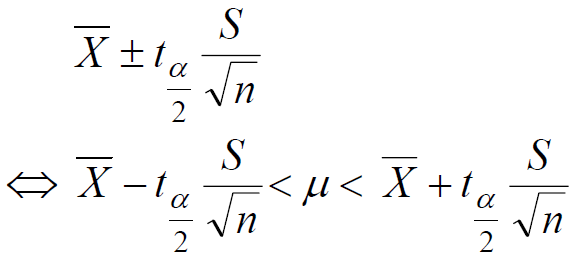 X̅ ± t_{α/2} S/√n
⇔ X̅ − t_{α/2} S/√n < μ < X̅ + t_{α/2} S/√n